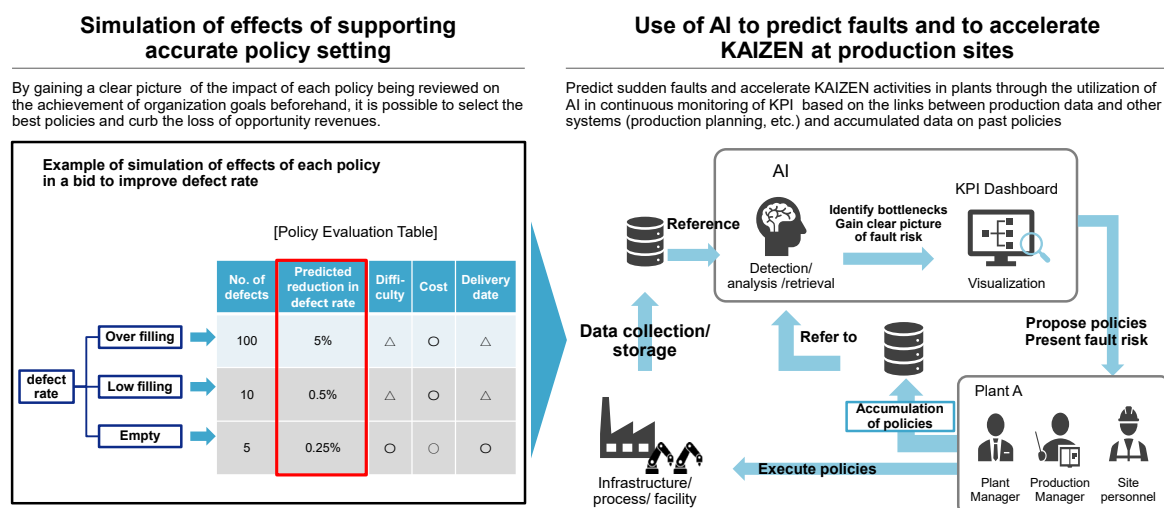 Simulation of effects of supporting
accurate policy setting
By gaining a clear picture of the impact of each policy being reviewed on
the achievement of organization goals beforehand, it is possible to select the
best policies and curb the loss of opportunity revenues.
Example of simulation of effects of each policy
in a bid to improve defect rate
[Policy Evaluation Table]
No. of
defects
Predicted
reduction in
defect rate
Diffi-
culty
Cost
Delivery
date
defect
rate
Over filling
100
5%
△
○
△
Low filling
10
0.5%
△
○
△
Empty
5
0.25%
○
○
○
Use of AI to predict faults and to accelerate
KAIZEN at production sites
Predict sudden faults and accelerate KAIZEN activities in plants through the utilization of
AI in continuous monitoring of KPI based on the links between production data and other
systems (production planning, etc.) and accumulated data on past policies
Reference
AI
Detection/
analysis /retrieval
Identify bottlenecks
Gain clear picture
of fault risk
KPI Dashboard
Visualization
Data collection/
storage
Refer to
Propose policies
Present fault risk
Accumulation
of policies
Plant A
Plant
Manager
Production
Manager
Site
personnel
Execute policies
Infrastructure/
process/ facility